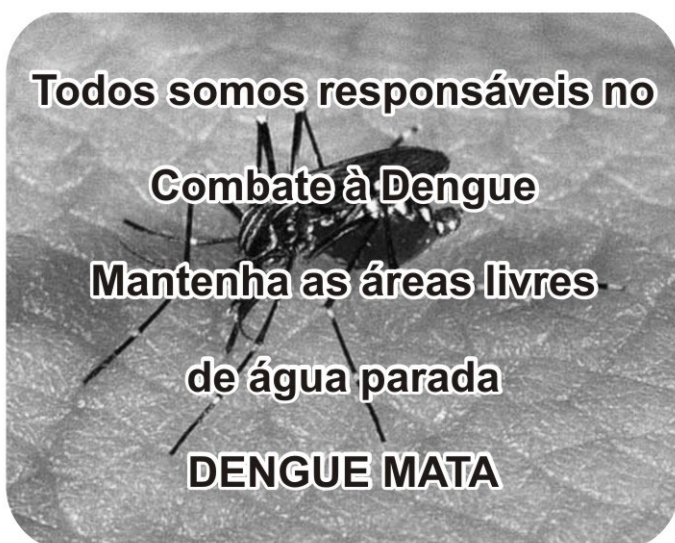 Todos somos responsáveis no
Combate à Dengue
Mantenha as áreas livres
de água parada
DENGUE MATA